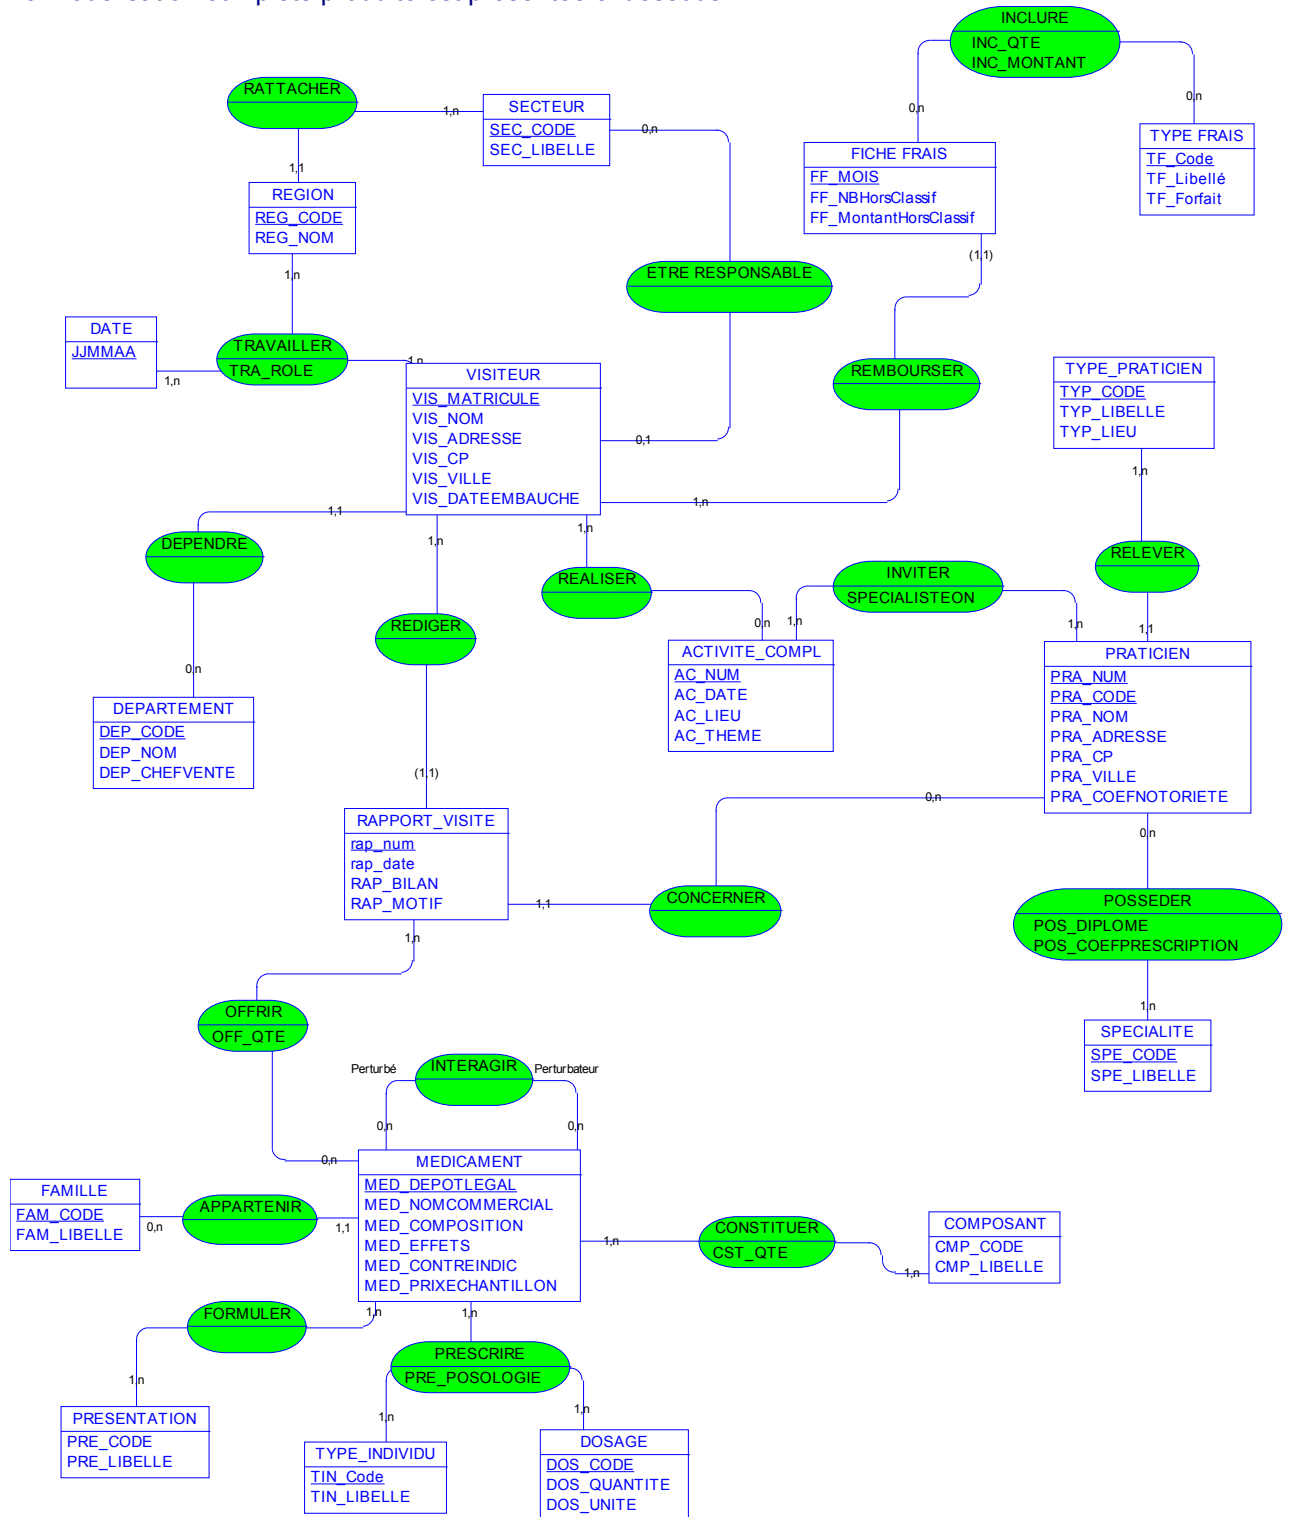 INCLURE
INC_QTE
INC_MONTANT
RATTACHER
1,n
SECTEUR
SEC_CODE
SEC_LIBELLE
0,n
0,n
0,n
TYPE FRAIS
TF_Code
TF_Libellé
TF_Forfait
FICHE FRAIS
FF_MOIS
FF_NBHorsClassif
FF_MontantHorsClassif
1,1
REGION
REG_CODE
REG_NOM
(1,1)
1,n
ETRE RESPONSABLE
DATE
JJMMAA
1,n
TRAVAILLER
TRA_ROLE
1,n
VISITEUR
VIS_MATRICULE
VIS_NOM
VIS_ADRESSE
VIS_CP
VIS_VILLE
VIS_DATEEMBAUCHE
0,1
REMBOURSER
TYPE_PRATICIEN
TYP_CODE
TYP_LIBELLE
TYP_LIEU
1,n
1,n
1,1
1,n
1,n
DEPENDRE
REALISER
INVITER
SPECIALISTEON
RELEVER
REDIGER
0,n
1,n
1,n
1,1
ACTIVITE_COMPL
AC_NUM
AC_DATE
AC_LIEU
AC_THEME
PRATICIEN
PRA_NUM
PRA_CODE
PRA_NOM
PRA_ADRESSE
PRA_CP
PRA_VILLE
PRA_COEFNOTORIETE
0,n
DEPARTEMENT
DEP_CODE
DEP_NOM
DEP_CHEFVENTE
(1,1)
0,n
0,n
RAPPORT_VISITE
rap_num
rap_date
RAP_BILAN
RAP_MOTIF
1,1
CONCERNER
POSSEDER
POS_DIPLOME
POS_COEFPRESCRIPTION
1,n
1,n
OFFRIR
OFF_QTE
SPECIALITE
SPE_CODE
SPE_LIBELLE
Perturbé
INTERAGIR
Perturbateur
0,n
0,n
0,n
MEDICAMENT
MED_DEPOTLEGAL
MED_NOMCOMMERCIAL
MED_COMPOSITION
MED_EFFETS
MED_CONTREINDIC
MED_PRIXECHANTILLON
FAMILLE
FAM_CODE
FAM_LIBELLE
0,n
APPARTENIR
1,1
1,n
CONSTITUER
CST_QTE
1,n
COMPOSANT
CMP_CODE
CMP_LIBELLE
FORMULER
1,n
1,n
PRESCRIRE
PRE_POSOLOGIE
1,n
1,n
1,n
PRESENTATION
PRE_CODE
PRE_LIBELLE
TYPE_INDIVIDU
TIN_Code
TIN_LIBELLE
DOSAGE
DOS_CODE
DOS_QUANTITE
DOS_UNITE